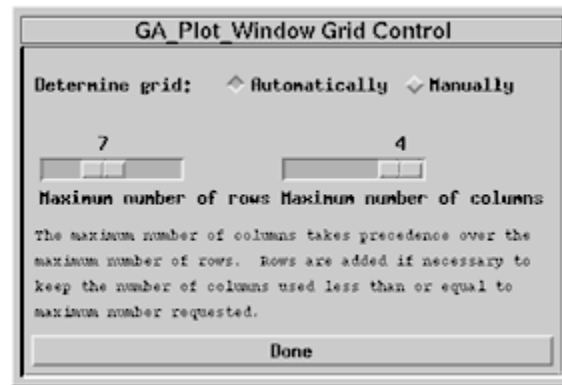 GA_Plot_Window Grid Control
Determine grid: Automatically Manually
7 4
Maximum number of rows Maximum number of columns
The maximum number of columns takes precedence over the
maximum number of rows. Rows are added if necessary to
keep the number of columns used less than or equal to
maximum number requested.
Done